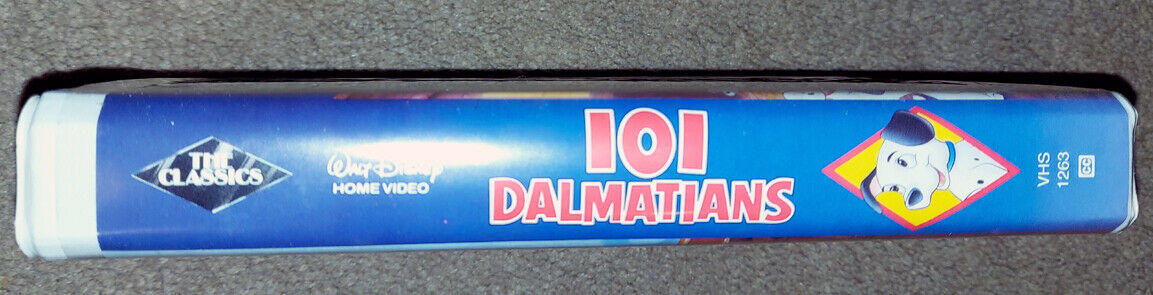 THE
CLASSICS
Walt Disney
HOME VIDEO
101
DALMATIANS
VHS
1263
CC